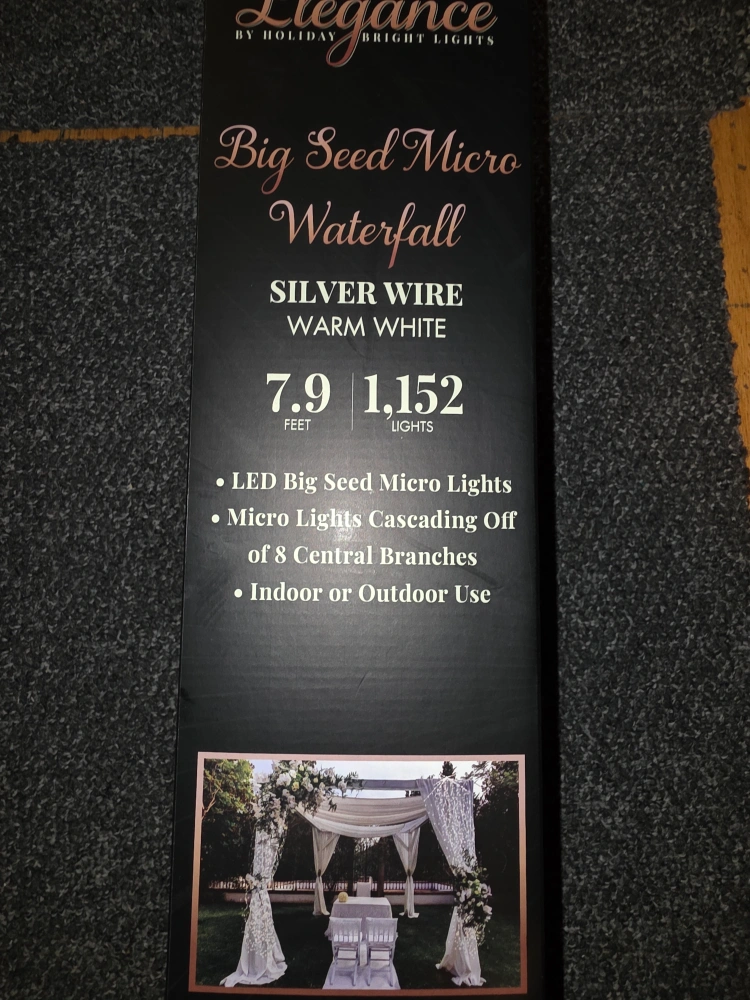 Elegance
BY HOLIDAY BRIGHT LIGHTS
Big Seed Micro
Waterfall
SILVER WIRE
WARM WHITE
7.9 | 1,152
FEET LIGHTS
• LED Big Seed Micro Lights
• Micro Lights Cascading Off
of 8 Central Branches
• Indoor or Outdoor Use